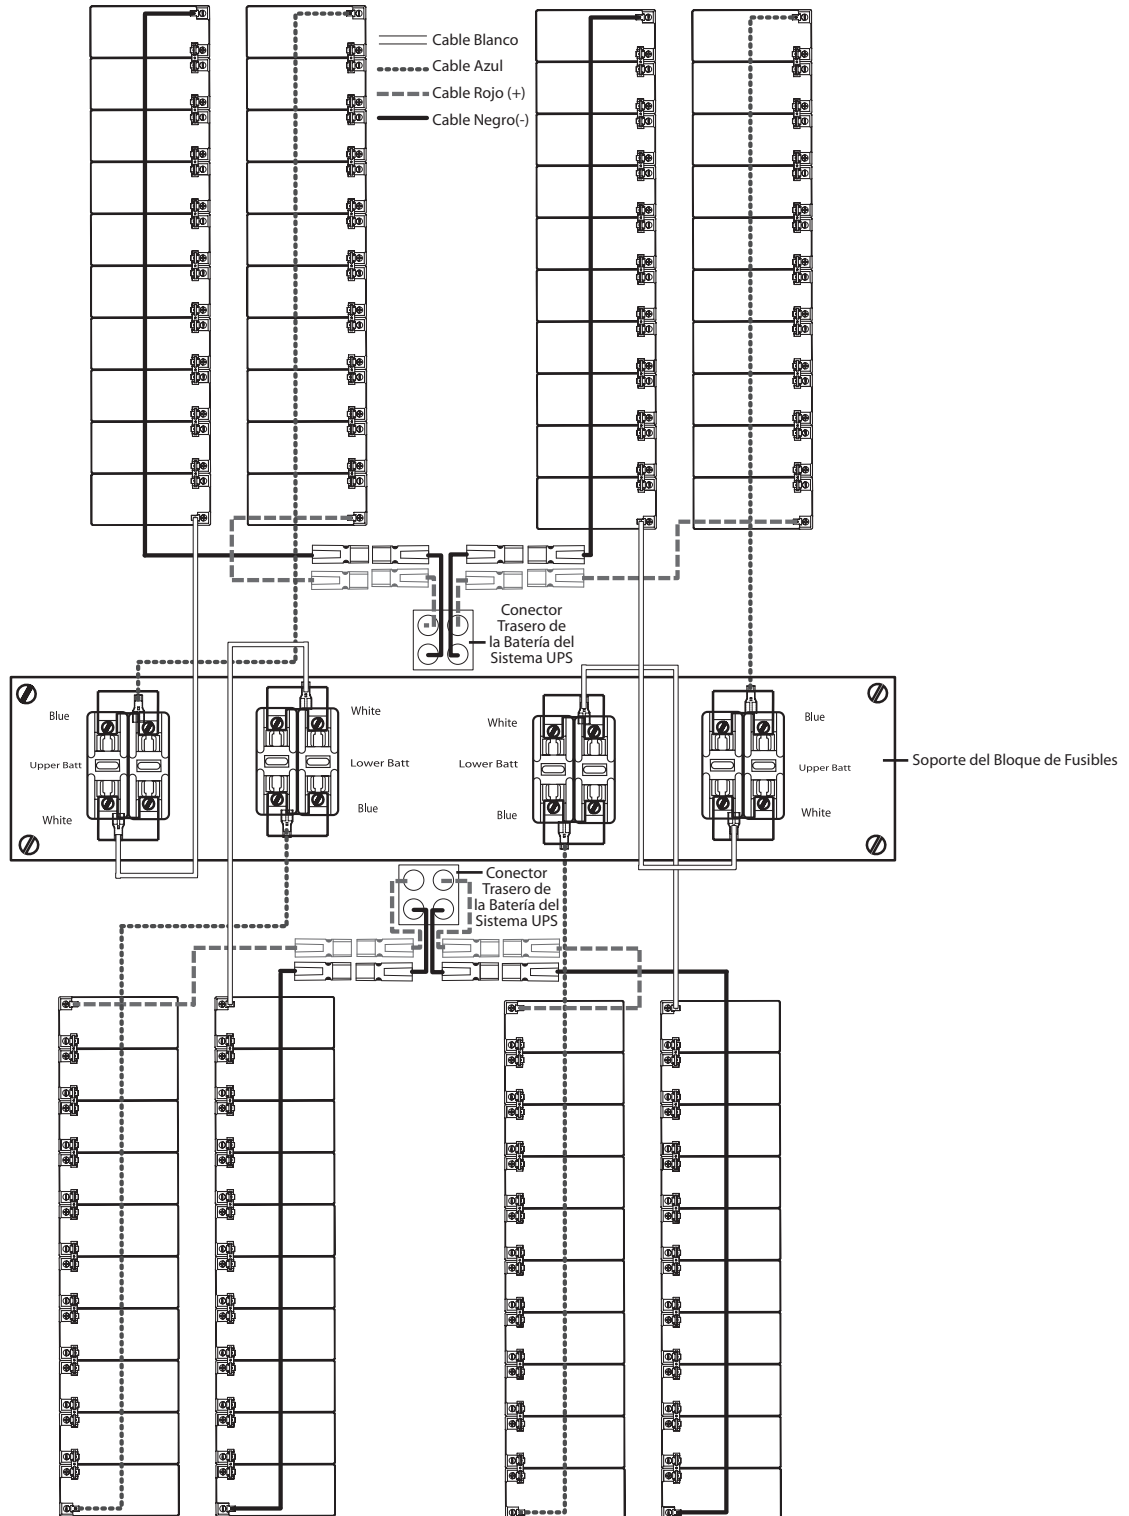 Cable Blanco
Cable Azul
Cable Rojo (+)
Cable Negro(-)
Conector
Trasero de
la Batería del
Sistema UPS
Blue
Upper Batt
White
White
Lower Batt
Blue
White
Lower Batt
Blue
Blue
Upper Batt
White
Soporte del Bloque de Fusibles
Conector
Trasero de
la Batería del
Sistema UPS